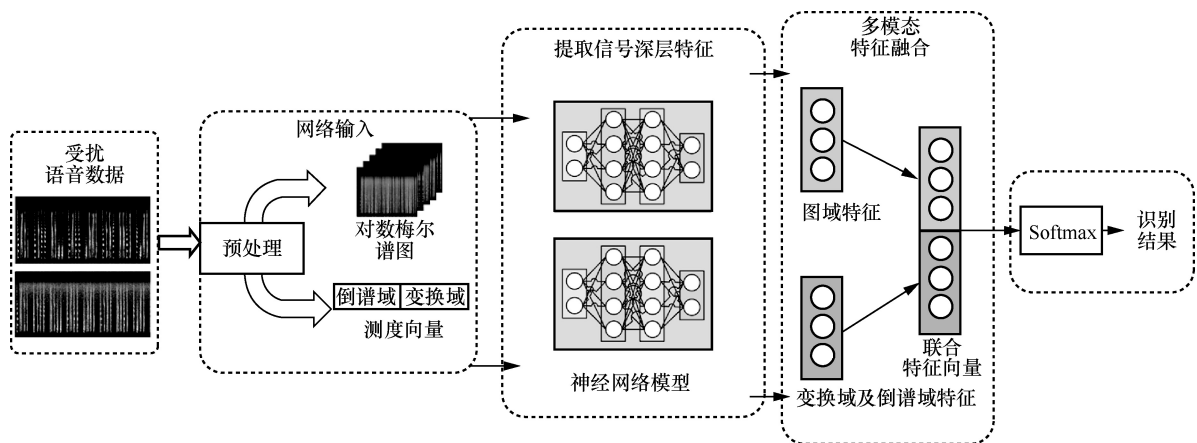 受扰
语音数据
网络输入
预处理
对数梅尔
谱图
倒谱域 变换域
测度向量
提取信号深层特征
神经网络模型
多模态
特征融合
图域特征
联合
特征向量
变换域及倒谱域特征
Softmax
识别
结果